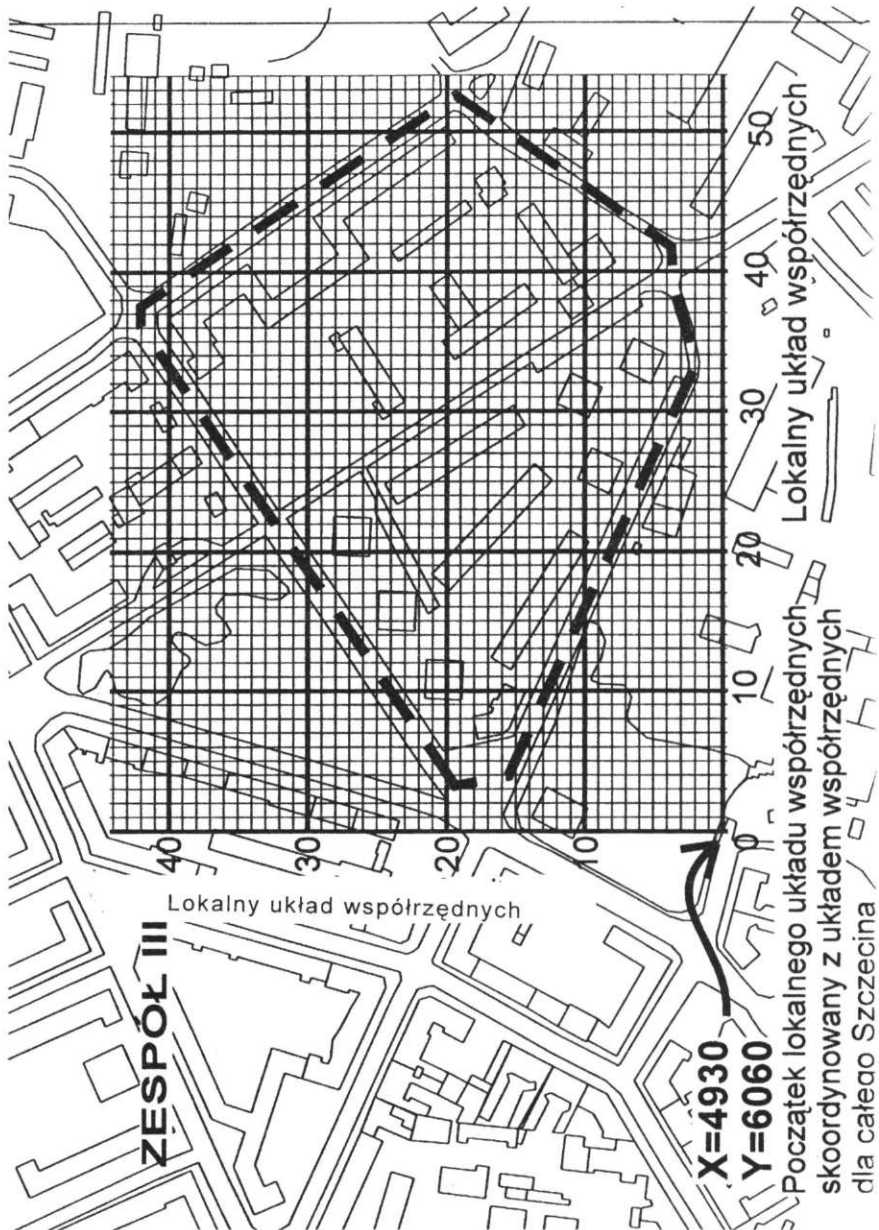 ZESPÓŁ III
Lokalny układ współrzędnych
40
30
20
10
0
10
20
30
40
50
Lokalny układ współrzędnych
X=4930
Y=6060
Początek lokalnego układu współrzędnych
skoordynowany z układem współrzędnych
dla całego Szczecina